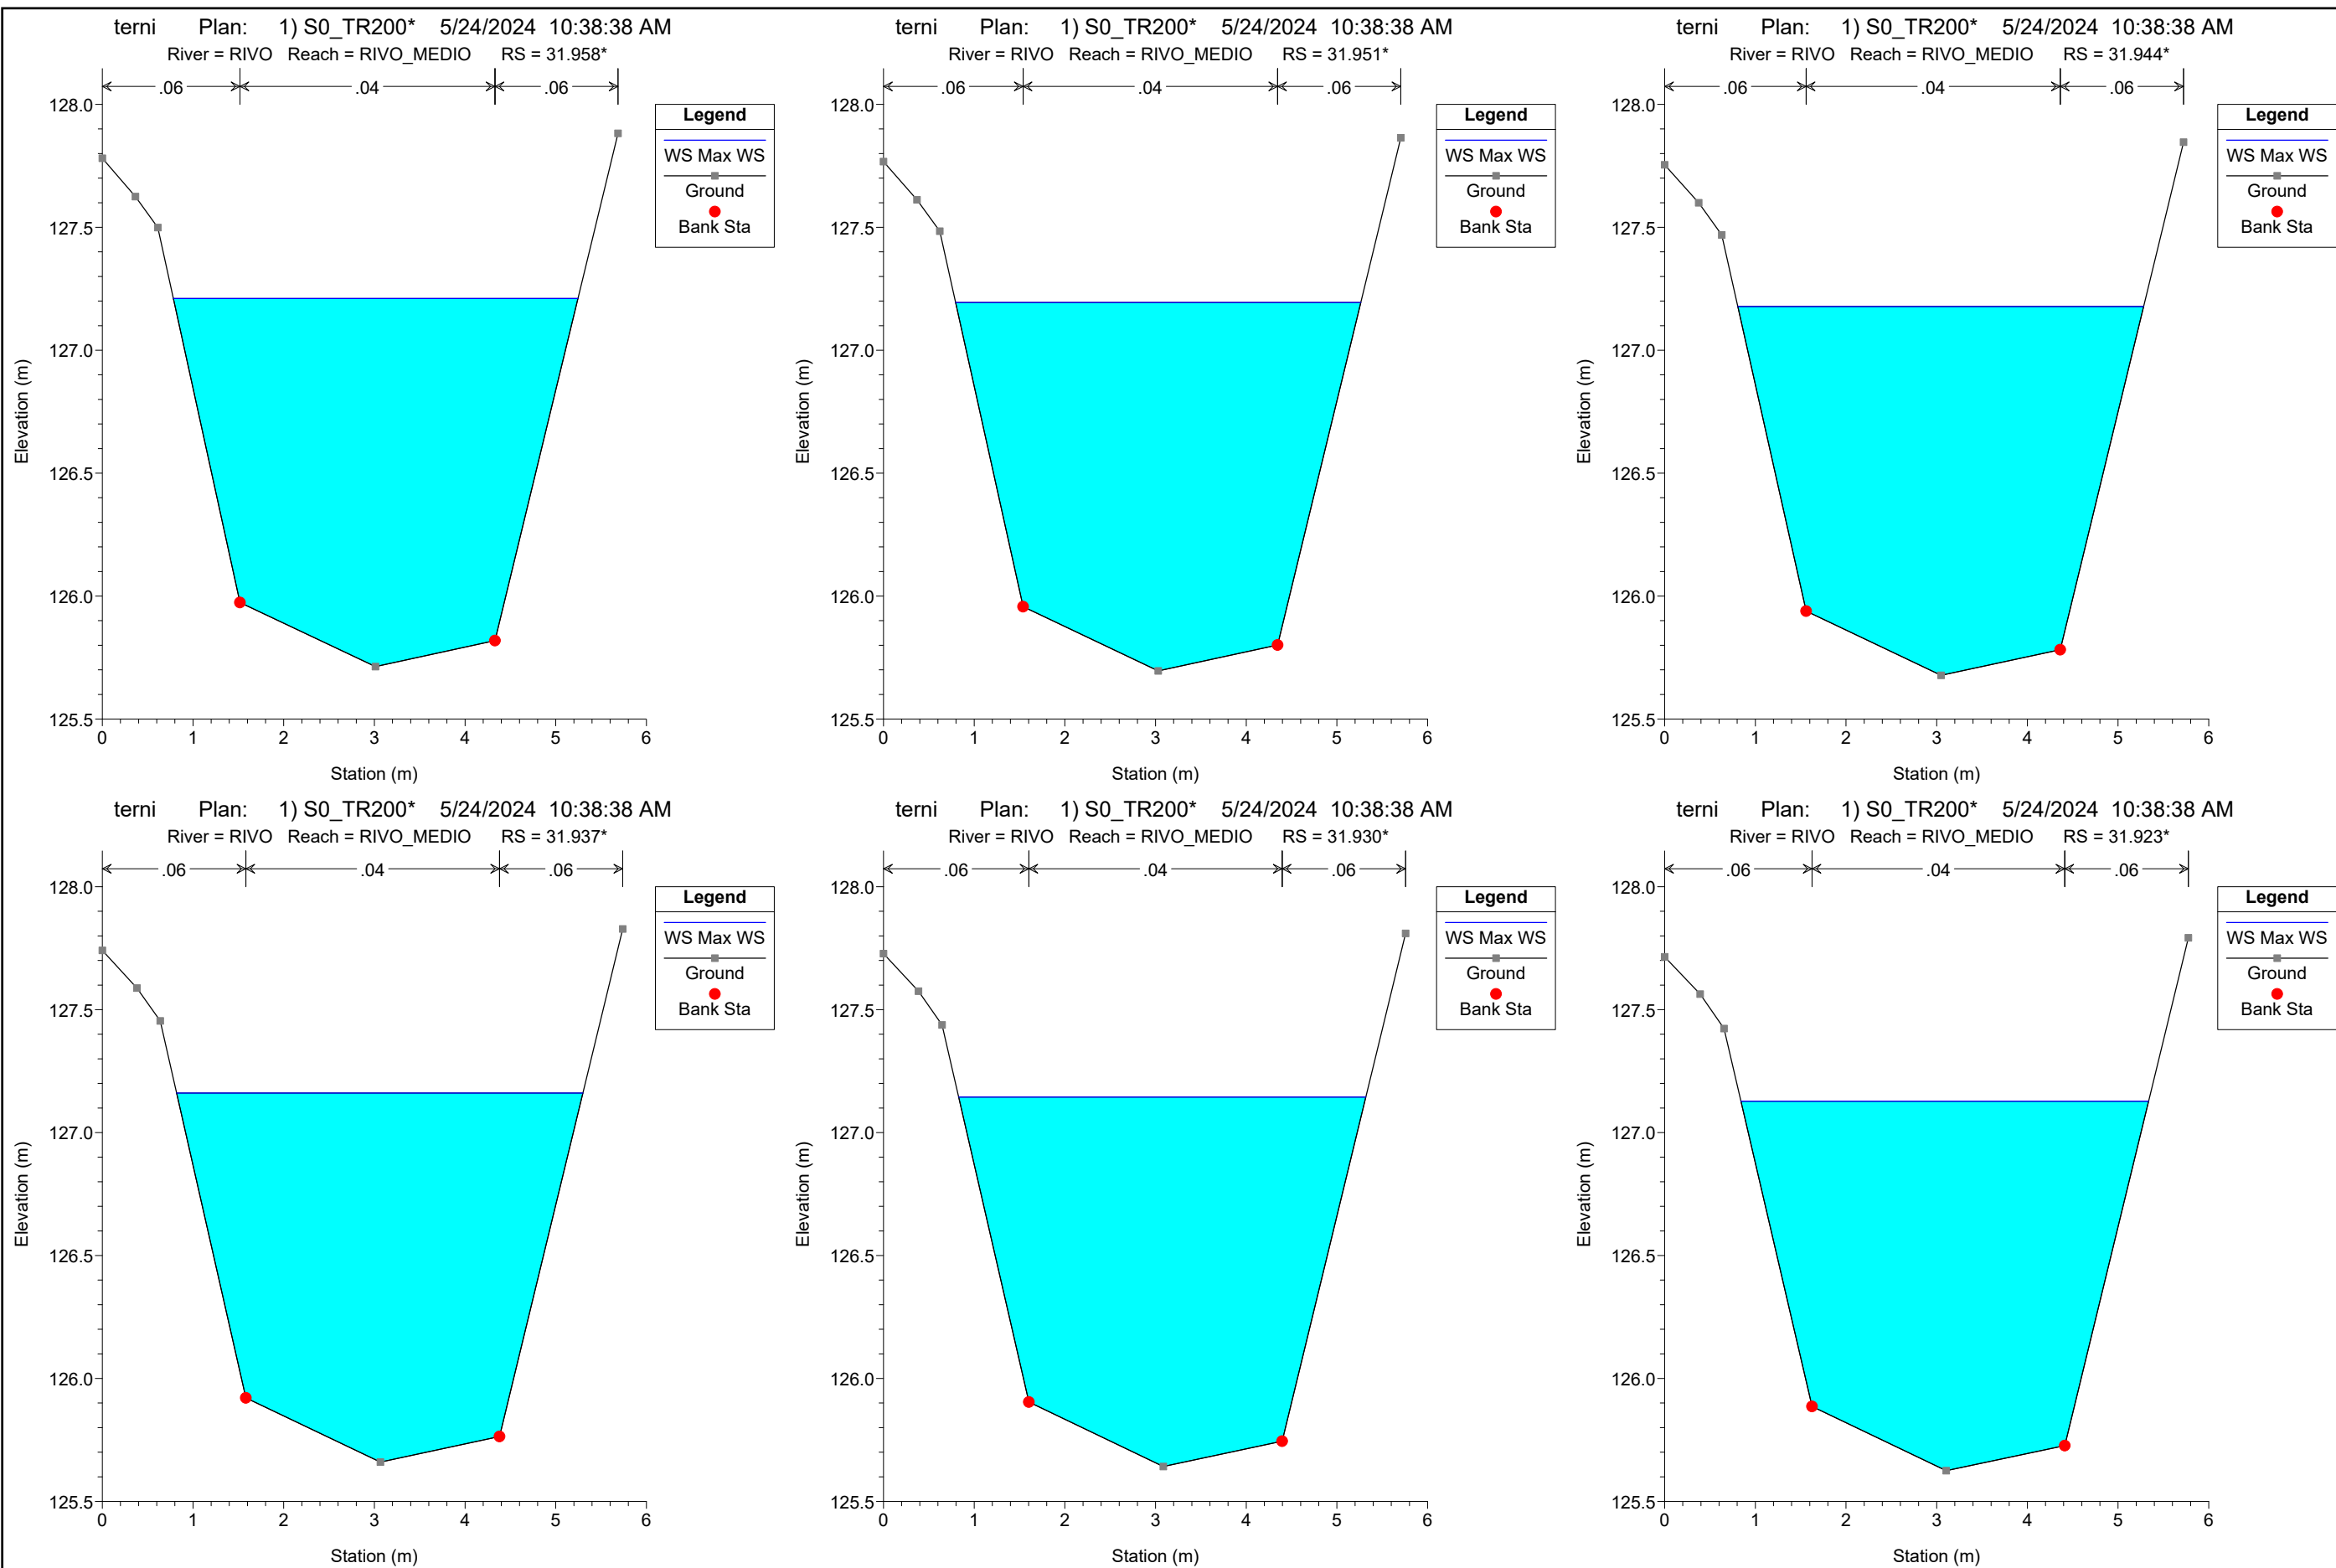 terni Plan: 1) S0_TR200* 5/24/2024 10:38:38 AM
River = RIVO Reach = RIVO_MEDIO RS = 31.958*
.06 .04 .06
128.0
127.5
127.0
126.5
126.0
125.5
Elevation (m)
0 1 2 3 4 5 6
Station (m)
Legend
WS Max WS
Ground
Bank Sta
terni Plan: 1) S0_TR200* 5/24/2024 10:38:38 AM
River = RIVO Reach = RIVO_MEDIO RS = 31.951*
.06 .04 .06
128.0
127.5
127.0
126.5
126.0
125.5
Elevation (m)
0 1 2 3 4 5 6
Station (m)
Legend
WS Max WS
Ground
Bank Sta
terni Plan: 1) S0_TR200* 5/24/2024 10:38:38 AM
River = RIVO Reach = RIVO_MEDIO RS = 31.944*
.06 .04 .06
128.0
127.5
127.0
126.5
126.0
125.5
Elevation (m)
0 1 2 3 4 5 6
Station (m)
Legend
WS Max WS
Ground
Bank Sta
terni Plan: 1) S0_TR200* 5/24/2024 10:38:38 AM
River = RIVO Reach = RIVO_MEDIO RS = 31.937*
.06 .04 .06
128.0
127.5
127.0
126.5
126.0
125.5
Elevation (m)
0 1 2 3 4 5 6
Station (m)
Legend
WS Max WS
Ground
Bank Sta
terni Plan: 1) S0_TR200* 5/24/2024 10:38:38 AM
River = RIVO Reach = RIVO_MEDIO RS = 31.930*
.06 .04 .06
128.0
127.5
127.0
126.5
126.0
125.5
Elevation (m)
0 1 2 3 4 5 6
Station (m)
Legend
WS Max WS
Ground
Bank Sta
terni Plan: 1) S0_TR200* 5/24/2024 10:38:38 AM
River = RIVO Reach = RIVO_MEDIO RS = 31.923*
.06 .04 .06
128.0
127.5
127.0
126.5
126.0
125.5
Elevation (m)
0 1 2 3 4 5 6
Station (m)
Legend
WS Max WS
Ground
Bank Sta